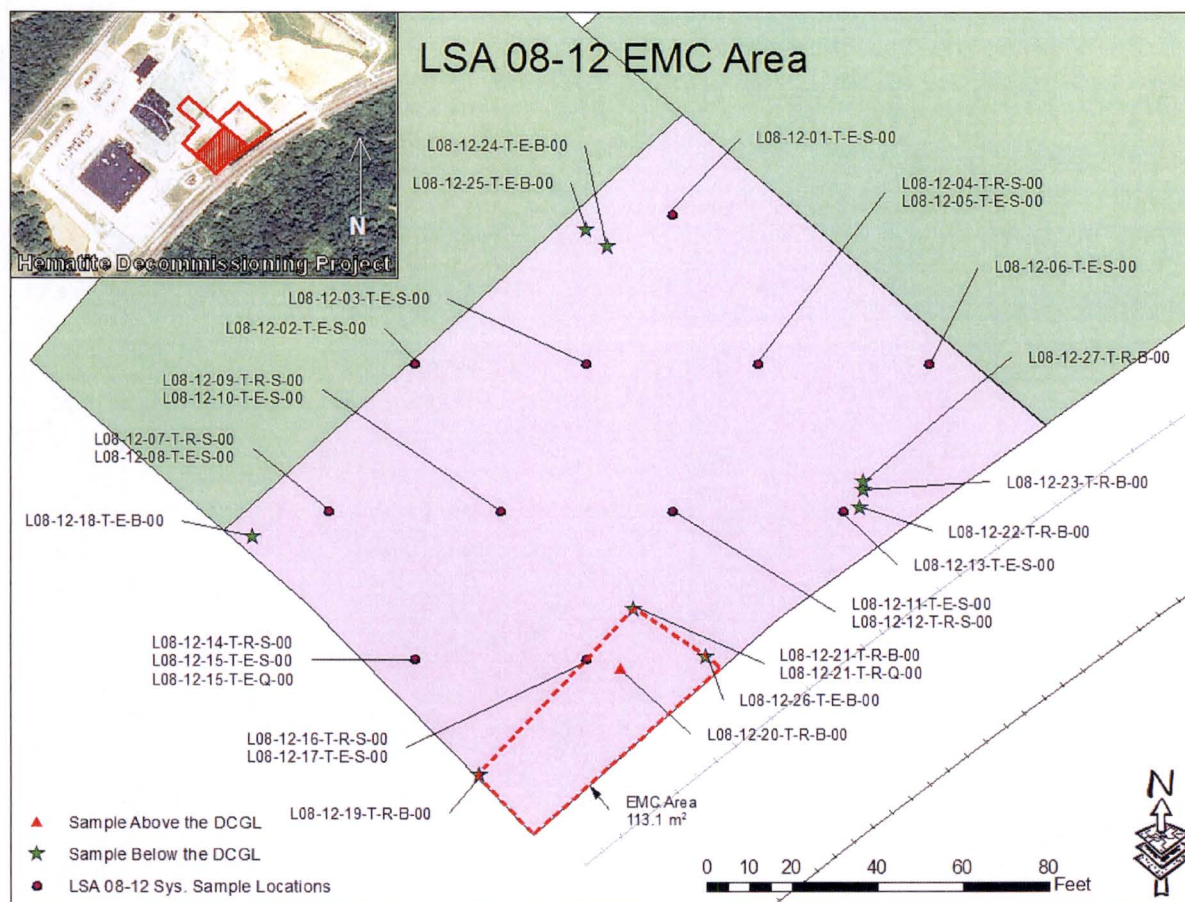 LSA 08-12 EMC Area
N
Hematite Decommissioning Project
L08-12-24-T-E-B-00
L08-12-25-T-E-B-00
L08-12-01-T-E-S-00
L08-12-04-T-R-S-00
L08-12-05-T-E-S-00
L08-12-06-T-E-S-00
L08-12-03-T-E-S-00
L08-12-02-T-E-S-00
L08-12-27-T-R-B-00
L08-12-09-T-R-S-00
L08-12-10-T-E-S-00
L08-12-07-T-R-S-00
L08-12-08-T-E-S-00
L08-12-23-T-R-B-00
L08-12-18-T-E-B-00
L08-12-22-T-R-B-00
L08-12-13-T-E-S-00
L08-12-11-T-E-S-00
L08-12-12-T-R-S-00
L08-12-14-T-R-S-00
L08-12-15-T-E-S-00
L08-12-15-T-E-Q-00
L08-12-21-T-R-B-00
L08-12-21-T-R-Q-00
L08-12-26-T-E-B-00
L08-12-16-T-R-S-00
L08-12-17-T-E-S-00
L08-12-20-T-R-B-00
L08-12-19-T-R-B-00
EMC Area
113.1 m²
Sample Above the DCGL
Sample Below the DCGL
LSA 08-12 Sys. Sample Locations
N
0 20 40 60 80
Feet